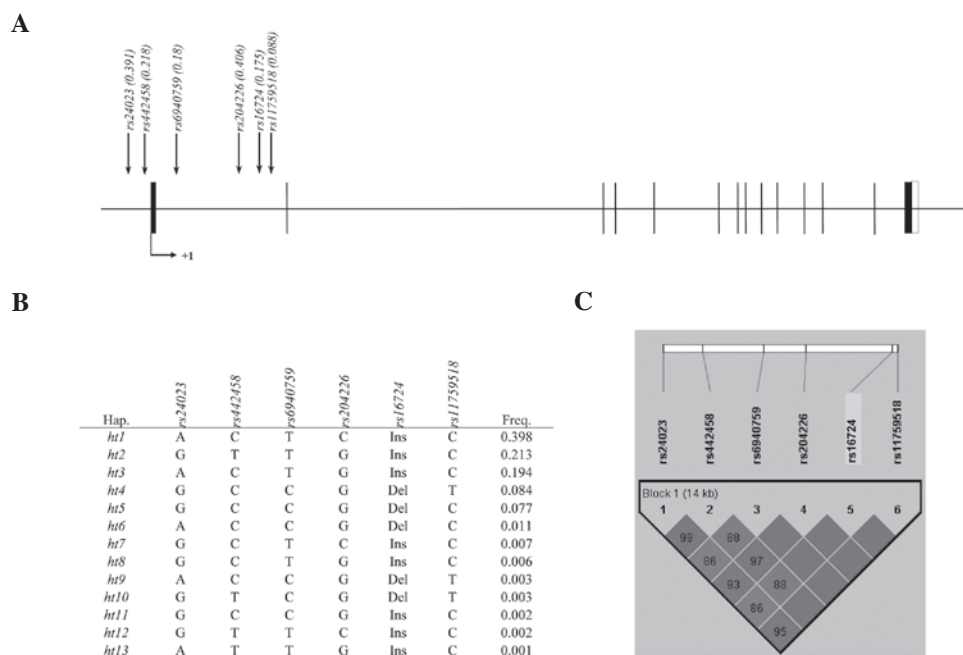 A
rs24023 (0.391)
rs442458 (0.218)
rs6940759 (0.18)
rs204226 (0.406)
rs16724 (0.175)
rs11759518 (0.088)
+1
B
Hap. rs24023 rs442458 rs6940759 rs204226 rs16724 rs11759518 Freq.
ht1 A C T C Ins C 0.398
ht2 G T T G Ins C 0.213
ht3 A C T G Ins C 0.194
ht4 G C C G Del T 0.084
ht5 G C C G Del C 0.077
ht6 A C C G Del C 0.011
ht7 G C T C Ins C 0.007
ht8 G C T G Ins C 0.006
ht9 A C C G Del T 0.003
ht10 G T C G Del T 0.003
ht11 G C C G Ins C 0.002
ht12 G T T C Ins C 0.002
ht13 A T T G Ins C 0.001
C
rs24023
rs442458
rs6940759
rs204226
rs16724
rs11759518
Block 1 (14 kb)
1 2 3 4 5 6
99 88
86 97
93 88
86
95